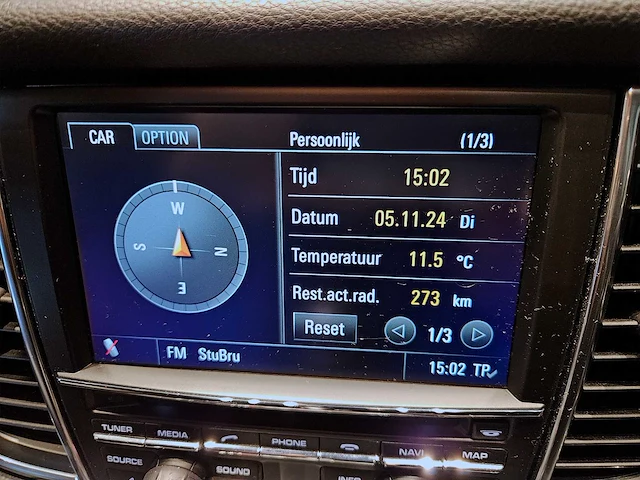 CAR OPTION Persoonlijk (1/3)
Tijd 15:02
Datum 05.11.24 Di
Temperatuur 11.5 °C
Rest.act.rad. 273 km
Reset 1/3
W
S N
E
FM StuBru 15:02 TP
TUNER MEDIA PHONE NAVI MAP
SOURCE SOUND INFO